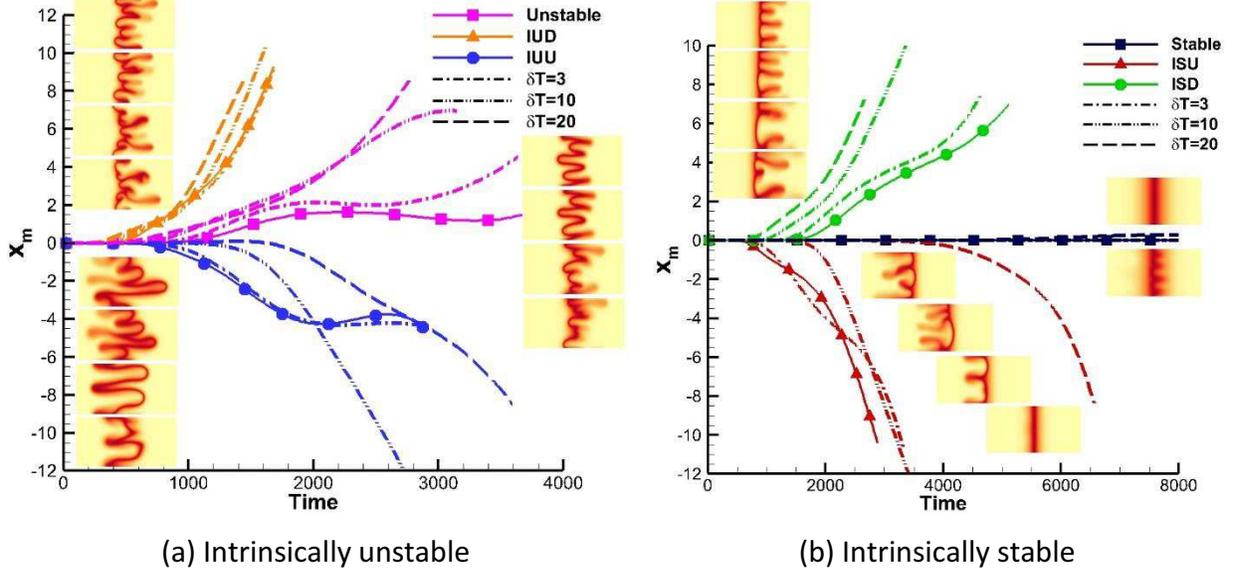 12
10
8
6
4
2
0
-2
-4
-6
-8
-10
-12
x_m
0 1000 2000 3000 4000
Time
Unstable
IUD
IUU
δT=3
δT=10
δT=20
(a) Intrinsically unstable
10
8
6
4
2
0
-2
-4
-6
-8
-10
-12
x_m
0 2000 4000 6000 8000
Time
Stable
ISU
ISD
δT=3
δT=10
δT=20
(b) Intrinsically stable